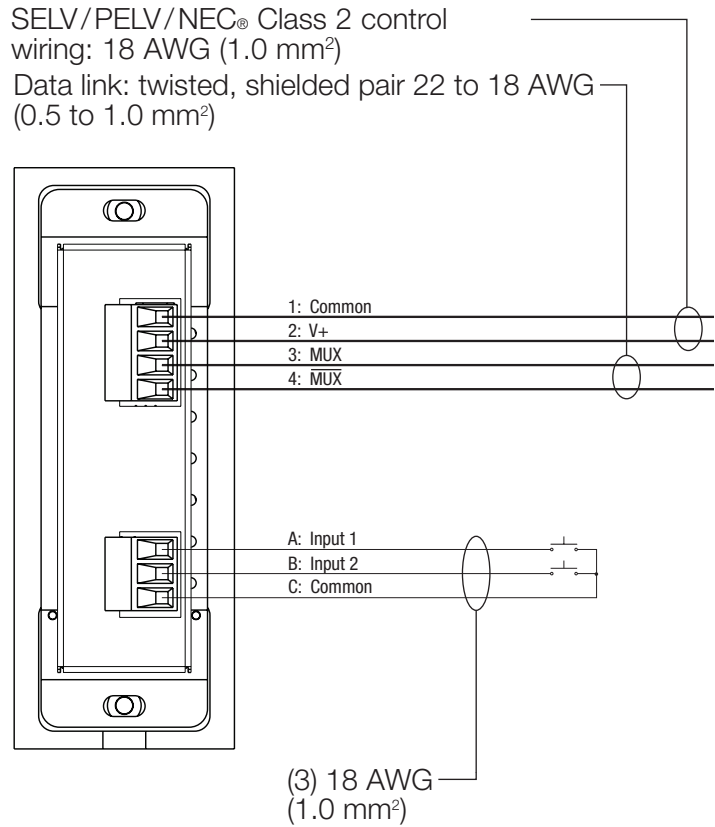 SELV/PELV/NEC® Class 2 control
wiring: 18 AWG (1.0 mm²)
Data link: twisted, shielded pair 22 to 18 AWG
(0.5 to 1.0 mm²)
1: Common
2: V+
3: MUX
4: M̅U̅X̅
A: Input 1
B: Input 2
C: Common
(3) 18 AWG
(1.0 mm²)